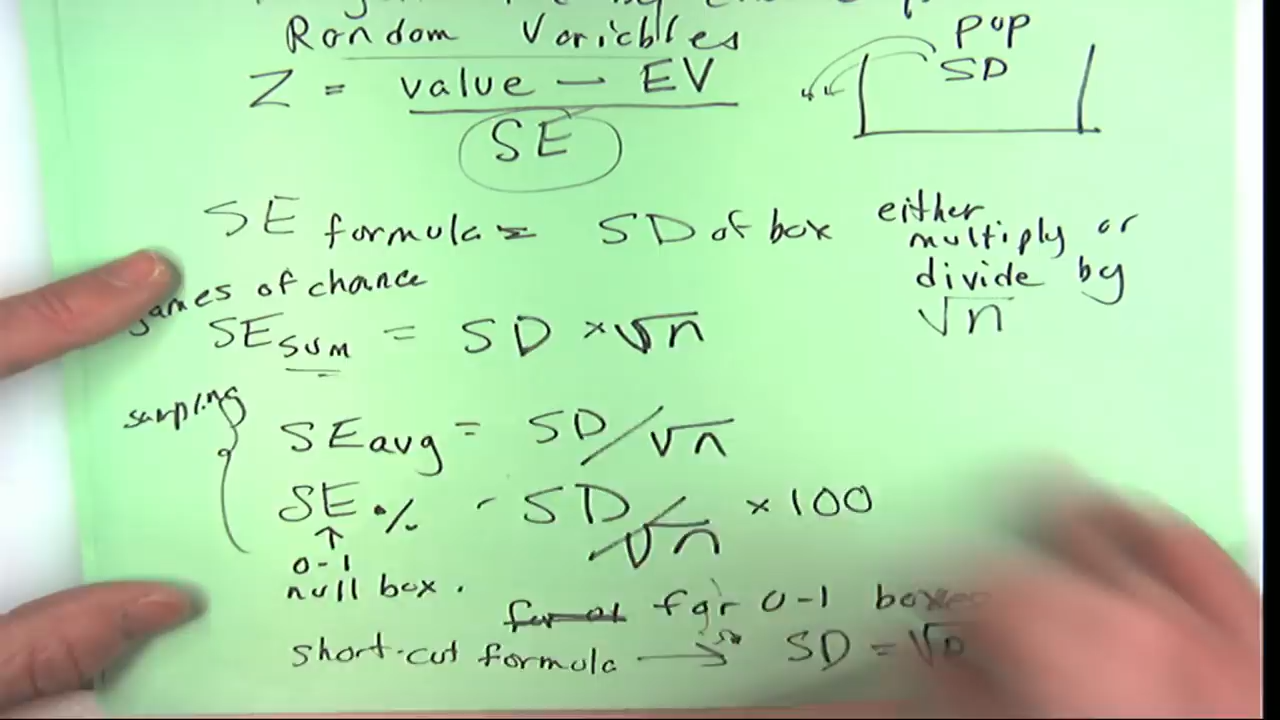 Random Variables
pop
SD
Z = value - EV
SE
SE formula = SD of box either
multiply or
divide by
√n
games of chance
SE sum = SD × √n
sampling
SE avg = SD/√n
SE % - SD/√n × 100
↑
0-1
null box.
for 0-1 boxes
short-cut formula → SD = √